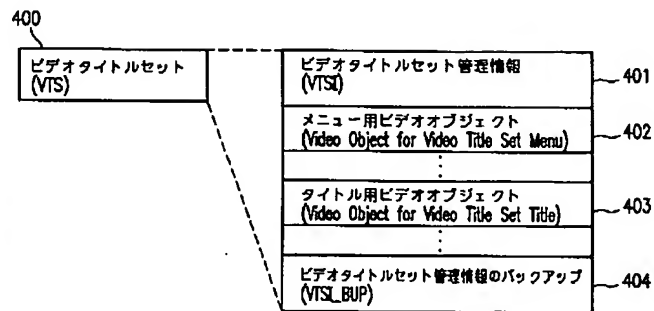 400
ビデオタイトルセット
(VTS)
ビデオタイトルセット管理情報
(VTSI)
401
メニュー用ビデオオブジェクト
(Video Object for Video Title Set Menu)
402
タイトル用ビデオオブジェクト
(Video Object for Video Title Set Title)
403
ビデオタイトルセット管理情報のバックアップ
(VTSI_BUP)
404